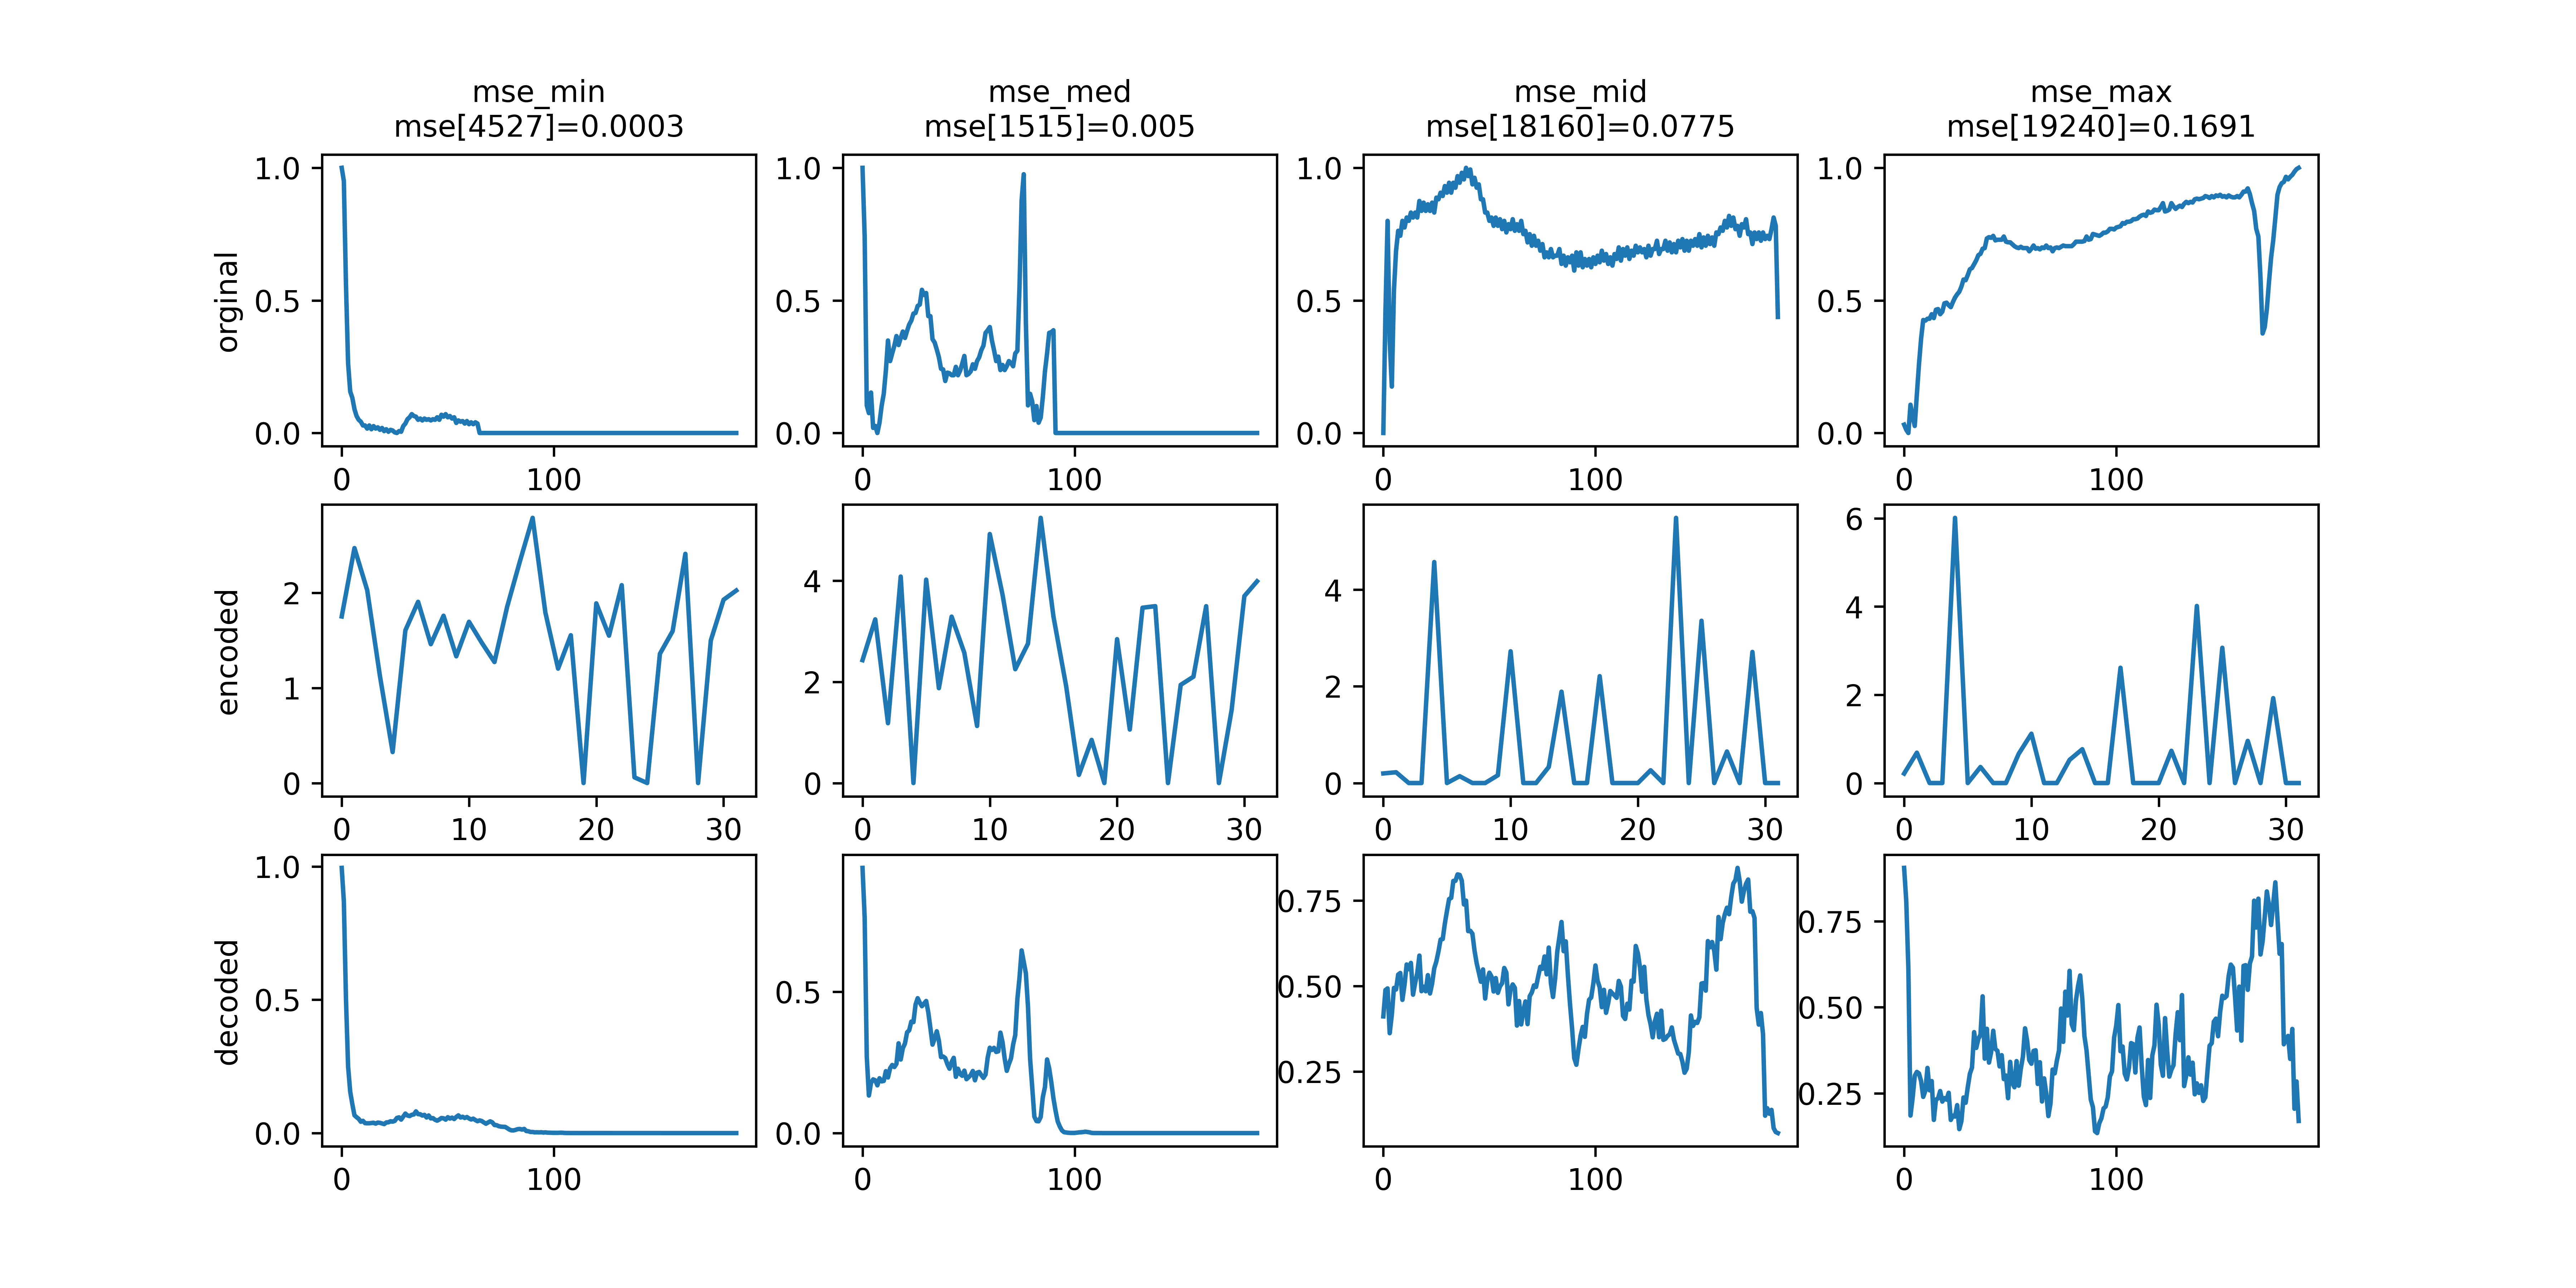 mse_min mse_med mse_mid mse_max
mse[4527]=0.0003 mse[1515]=0.005 mse[18160]=0.0775 mse[19240]=0.1691
orginal
1.0 1.0 1.0 1.0
0.5 0.5 0.5 0.5
0.0 0.0 0.0 0.0
0 100 0 100 0 100 0 100
encoded
2 1 0
4 2 0
4 2 0
6 4 2 0
0 10 20 30 0 10 20 30 0 10 20 30 0 10 20 30
decoded
1.0 0.5 0.0
0.5 0.0
0.75 0.50 0.25
0.75 0.50 0.25
0 100 0 100 0 100 0 100